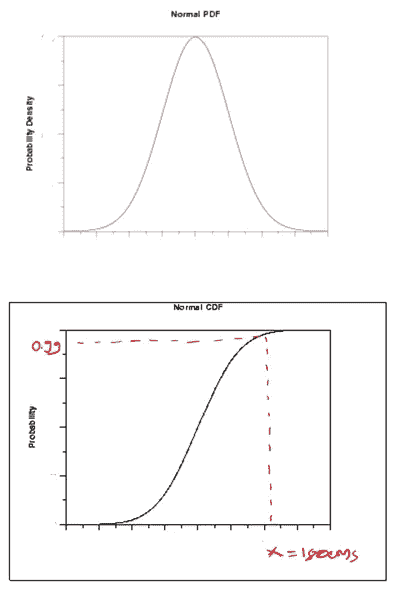 Normal PDF
Probability Density
Normal CDF
0.99
Probability
x = 180cms